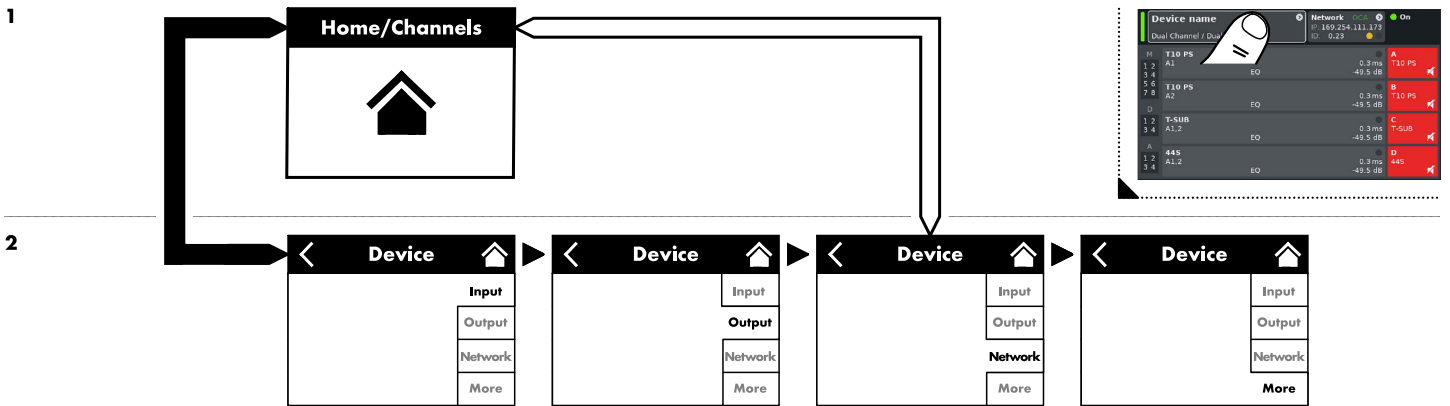 1
Home/Channels
Device name
Network OCA
On
IP: 169.254.111.173
Dual Channel / Dual
ID: 0.23
M
T10 PS
A
1 2
A1
0.3 ms
T10 PS
3 4
EQ
-49.5 dB
5 6
7 8
T10 PS
B
A2
0.3 ms
T10 PS
D
EQ
-49.5 dB
1 2
3 4
T-SUB
C
A1,2
0.3 ms
T-SUB
EQ
-49.5 dB
A
1 2
3 4
44S
D
A1,2
0.3 ms
44S
EQ
-49.5 dB
2
Device
Input
Output
Network
More
Device
Input
Output
Network
More
Device
Input
Output
Network
More
Device
Input
Output
Network
More